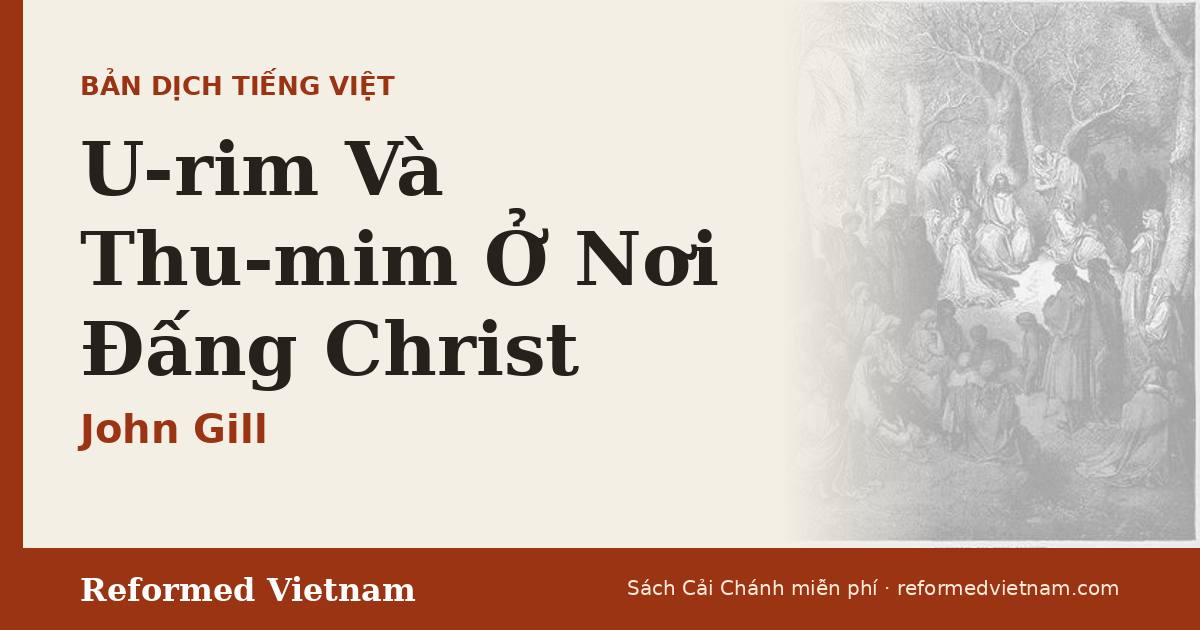 BẢN DỊCH TIẾNG VIỆT
U-rim Và
Thu-mim Ở Nơi
Đấng Christ
John Gill
Reformed Vietnam
Sách Cải Chánh miễn phí · reformedvietnam.com